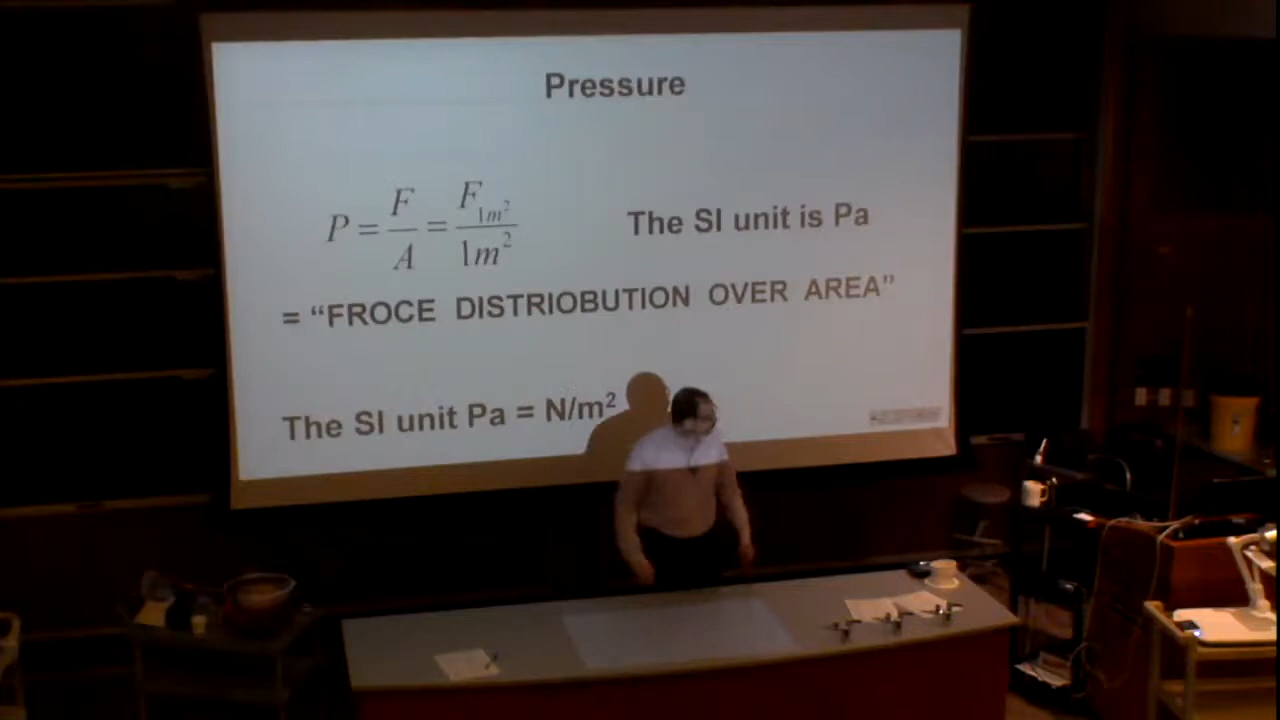 Pressure
P = F/A = F_1m²/1m²
The SI unit is Pa
= “FROCE DISTRIOBUTION OVER AREA”
The SI unit Pa = N/m²